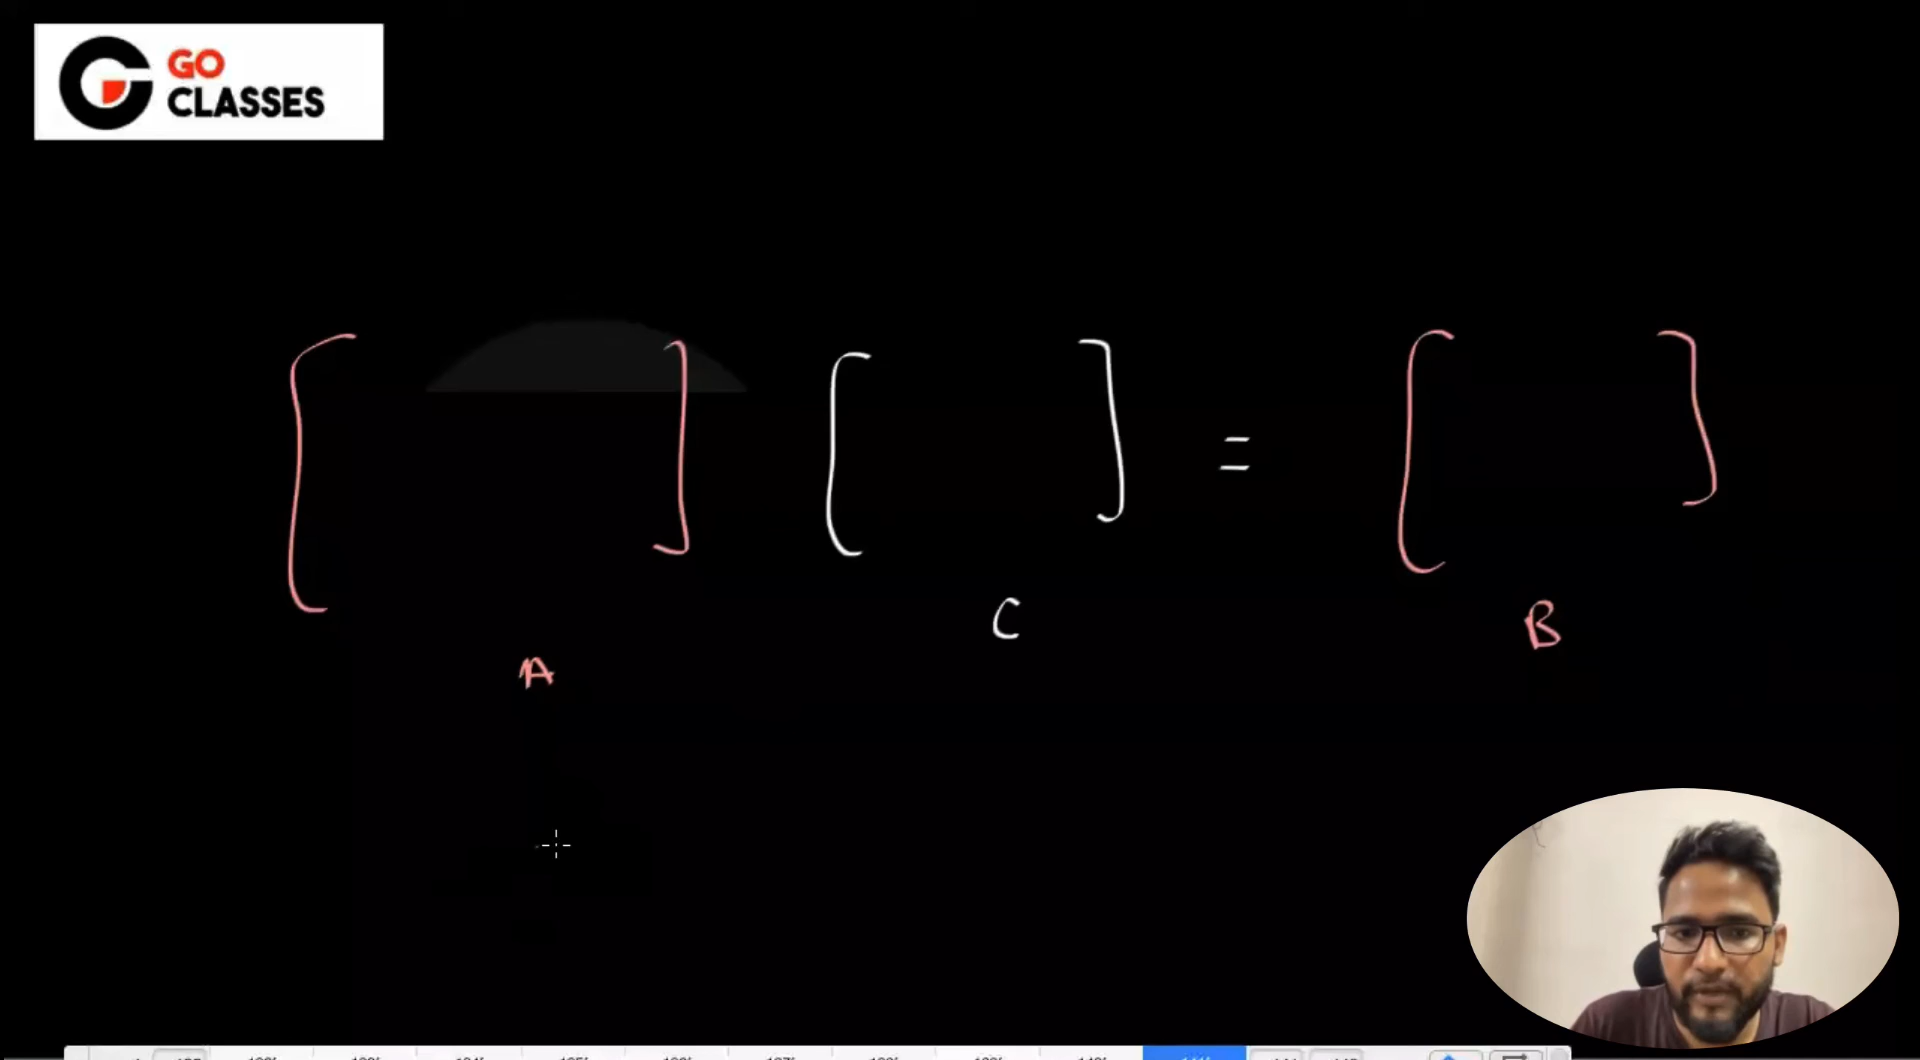 GO
CLASSES
[ ] [ ] = [ ]
C
B
A